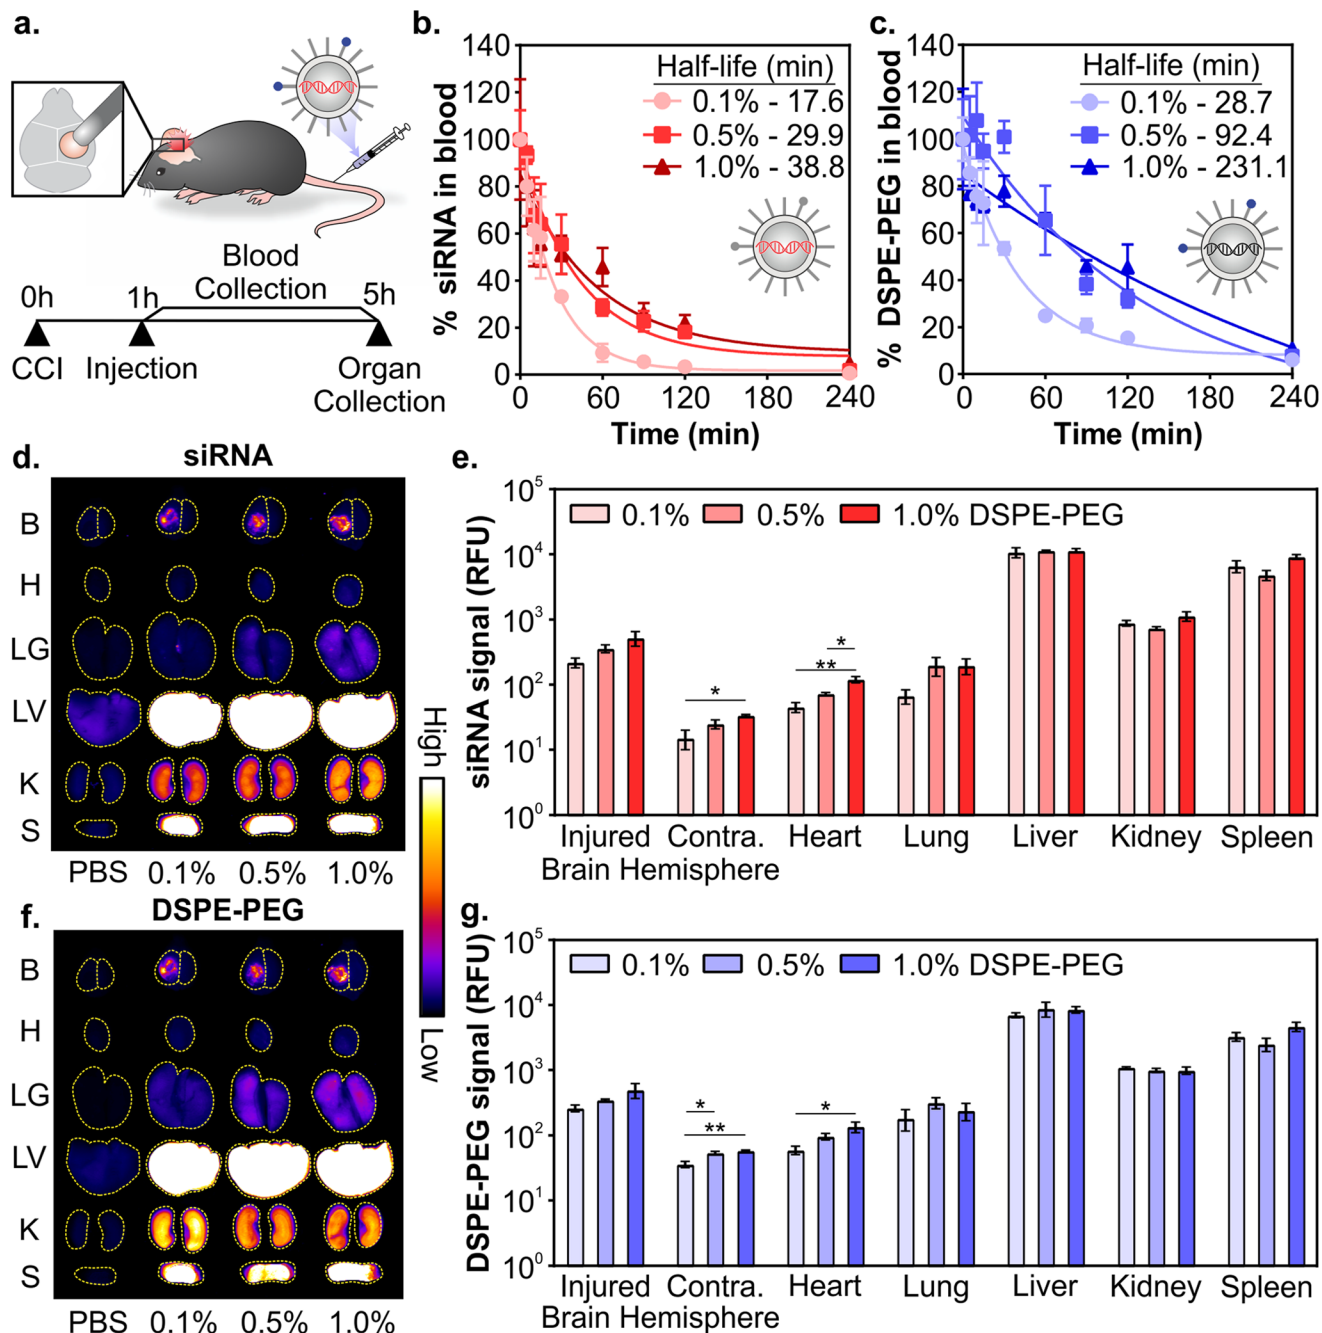 a.
0h
1h
Blood
Collection
5h
CCI
Injection
Organ
Collection
b.
% siRNA in blood
140
120
100
80
60
40
20
0
Half-life (min)
0.1% - 17.6
0.5% - 29.9
1.0% - 38.8
0 60 120 180 240
Time (min)
c.
% DSPE-PEG in blood
140
120
100
80
60
40
20
0
Half-life (min)
0.1% - 28.7
0.5% - 92.4
1.0% - 231.1
0 60 120 180 240
Time (min)
d.
siRNA
B
H
LG
LV
K
S
PBS 0.1% 0.5% 1.0%
High
Low
e.
siRNA signal (RFU)
10^5
10^4
10^3
10^2
10^1
10^0
0.1% 0.5% 1.0% DSPE-PEG
*
**
*
Injured Contra. Heart Lung Liver Kidney Spleen
Brain Hemisphere
f.
DSPE-PEG
B
H
LG
LV
K
S
PBS 0.1% 0.5% 1.0%
g.
DSPE-PEG signal (RFU)
10^5
10^4
10^3
10^2
10^1
10^0
0.1% 0.5% 1.0% DSPE-PEG
*
**
*
Injured Contra. Heart Lung Liver Kidney Spleen
Brain Hemisphere